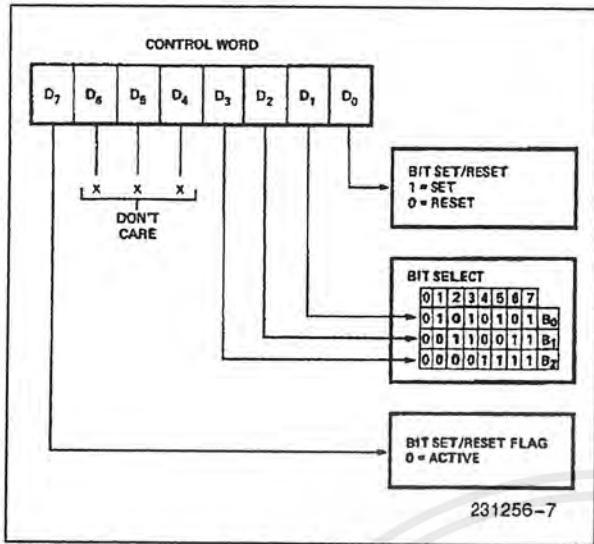 CONTROL WORD
D7 D6 D5 D4 D3 D2 D1 D0
X X X
DON'T
CARE
BIT SET/RESET
1 = SET
0 = RESET
BIT SELECT
0 1 2 3 4 5 6 7
0 1 0 1 0 1 0 1 B0
0 0 1 1 0 0 1 1 B1
0 0 0 0 1 1 1 1 B2
BIT SET/RESET FLAG
0 = ACTIVE
231256-7